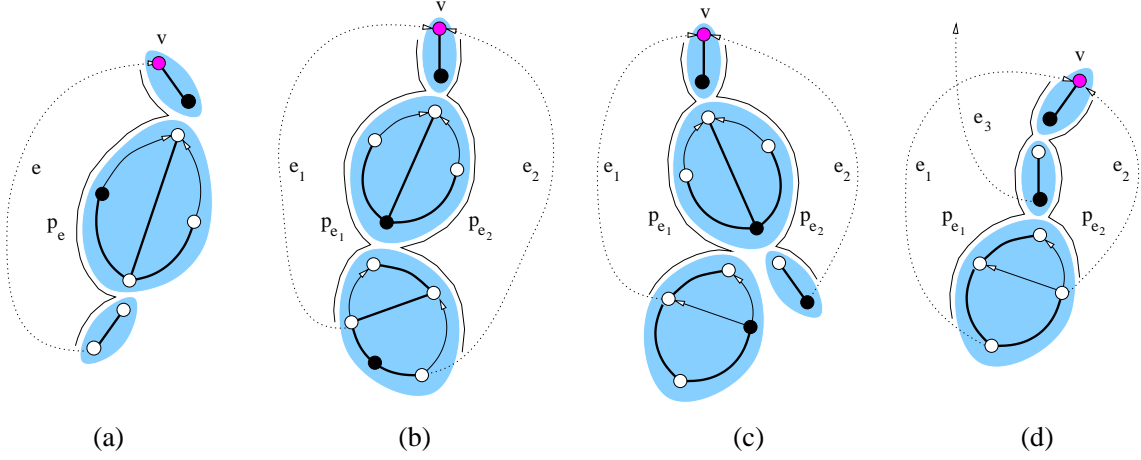 v
e
p_e
(a)
v
e_1
e_2
p_{e_1}
p_{e_2}
(b)
v
e_1
e_2
p_{e_1}
p_{e_2}
(c)
v
e_3
e_1
e_2
p_{e_1}
p_{e_2}
(d)